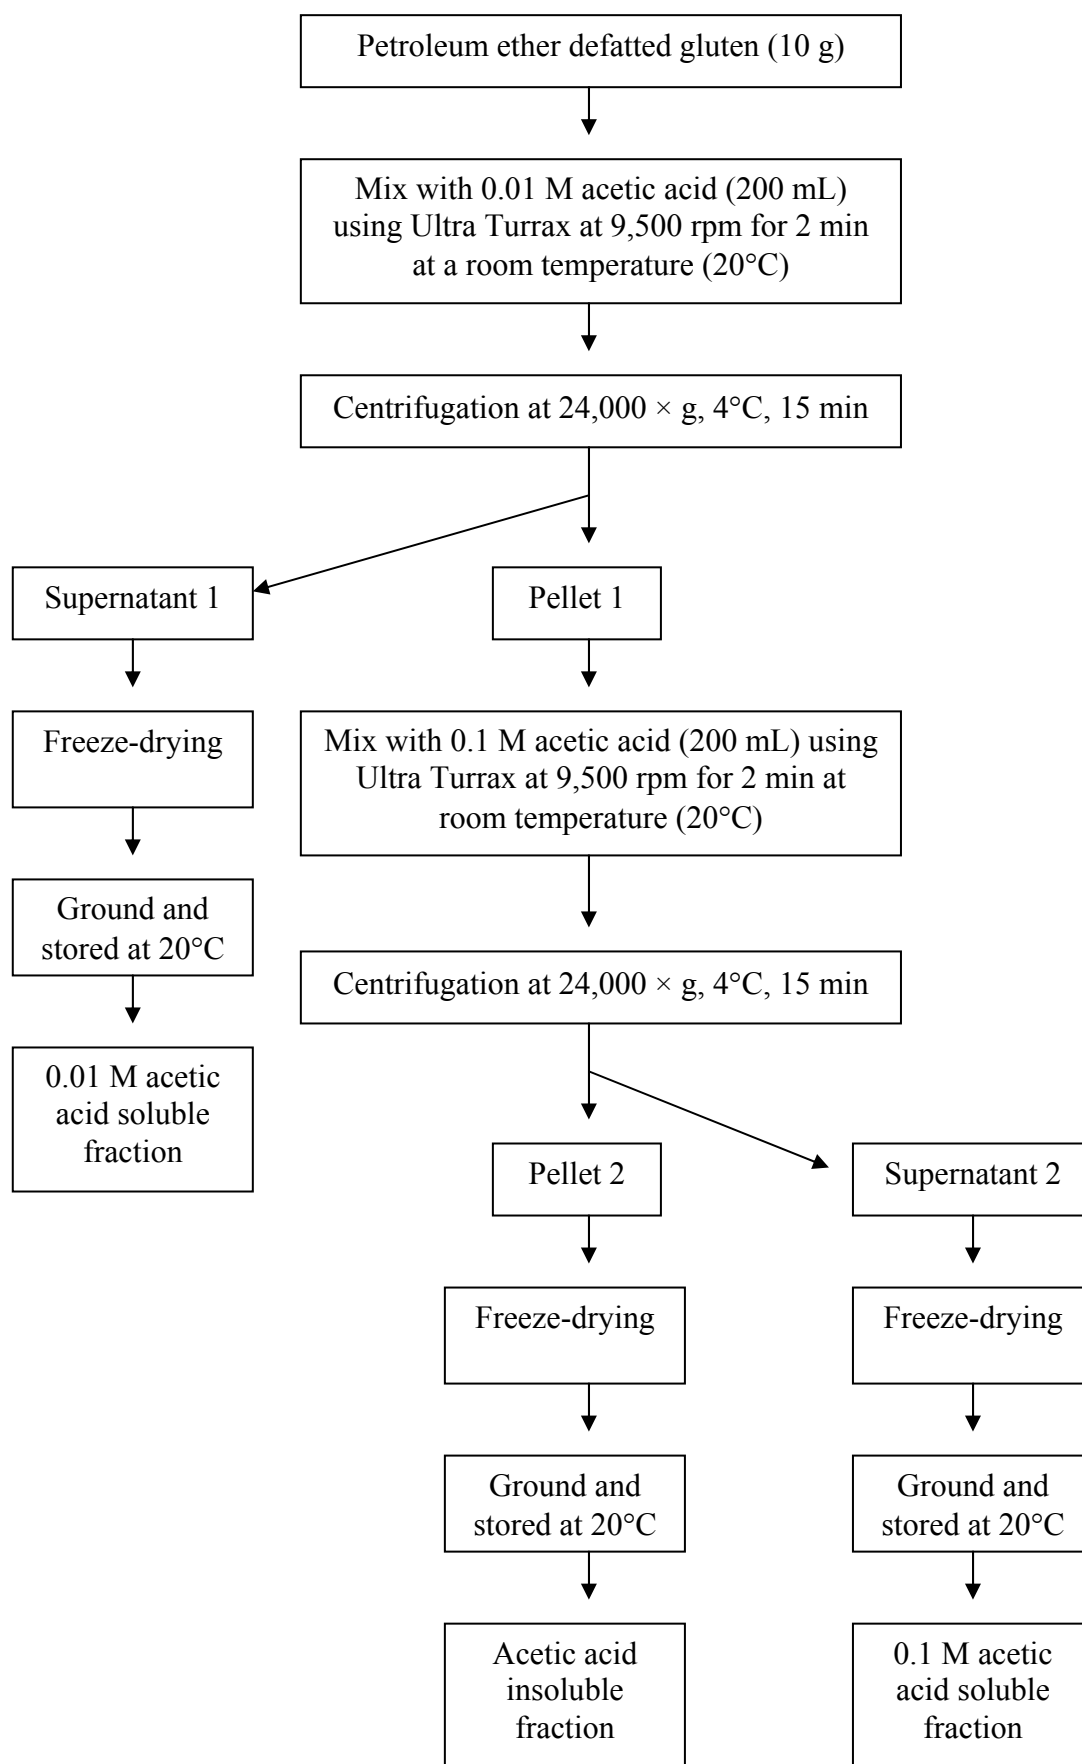 Petroleum ether defatted gluten (10 g)
Mix with 0.01 M acetic acid (200 mL)
using Ultra Turrax at 9,500 rpm for 2 min
at a room temperature (20°C)
Centrifugation at 24,000 × g, 4°C, 15 min
Supernatant 1
Pellet 1
Freeze-drying
Mix with 0.1 M acetic acid (200 mL) using
Ultra Turrax at 9,500 rpm for 2 min at
room temperature (20°C)
Ground and
stored at 20°C
Centrifugation at 24,000 × g, 4°C, 15 min
0.01 M acetic
acid soluble
fraction
Pellet 2
Supernatant 2
Freeze-drying
Freeze-drying
Ground and
stored at 20°C
Ground and
stored at 20°C
Acetic acid
insoluble
fraction
0.1 M acetic
acid soluble
fraction